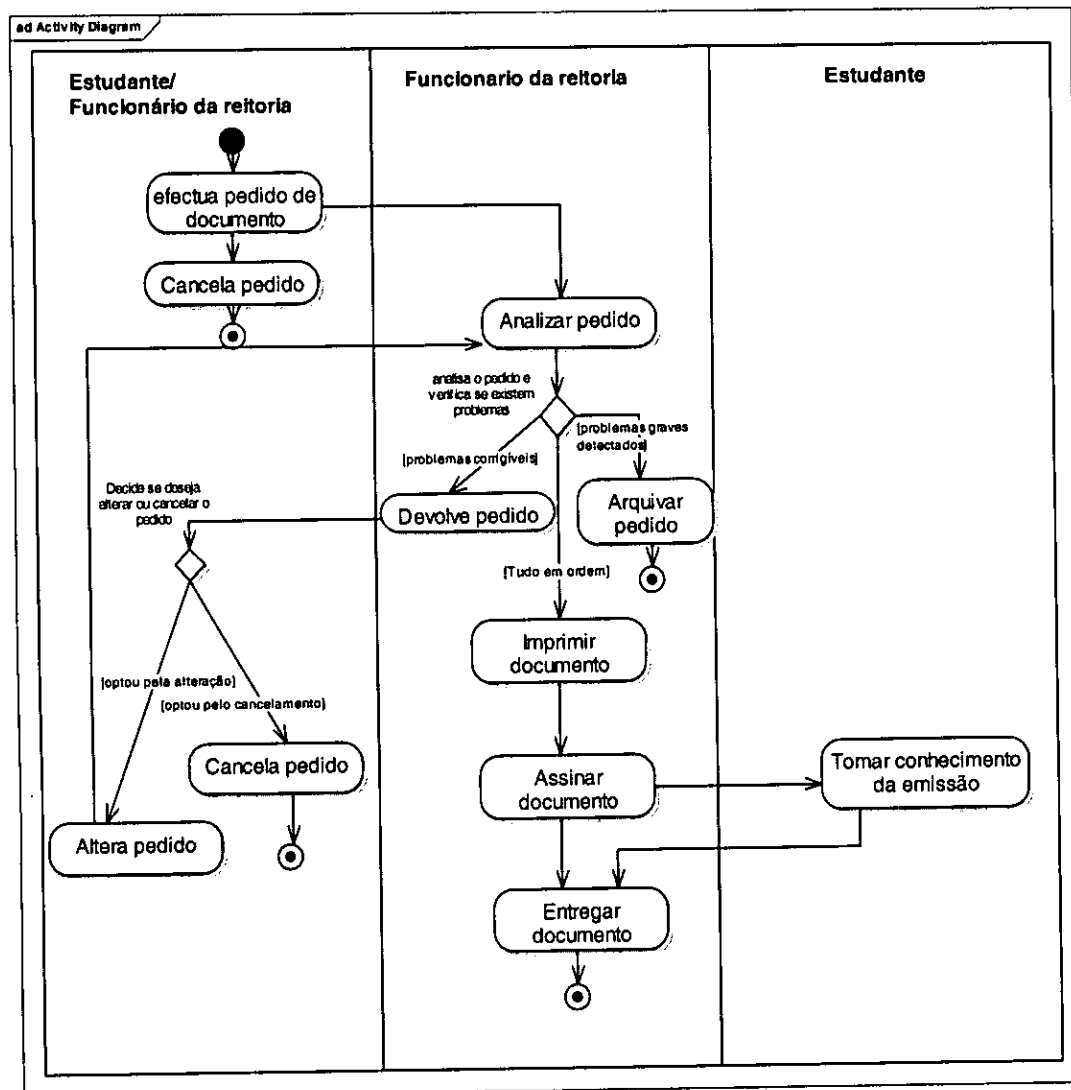 ad Activity Diagram
Estudante/
Funcionário da reitoria
Funcionario da reitoria
Estudante
efectua pedido de
documento
Cancela pedido
Analizar pedido
analisa o pedido e
verifica se existem
problemas
[problemas graves
detectados]
[problemas corrigíveis]
Decide se deseja
alterar ou cancelar o
pedido
Devolve pedido
Arquivar
pedido
[Tudo em ordem]
Imprimir
documento
[optou pela alteração]
[optou pelo cancelamento]
Cancela pedido
Assinar
documento
Tomar conhecimento
da emissão
Altera pedido
Entregar
documento